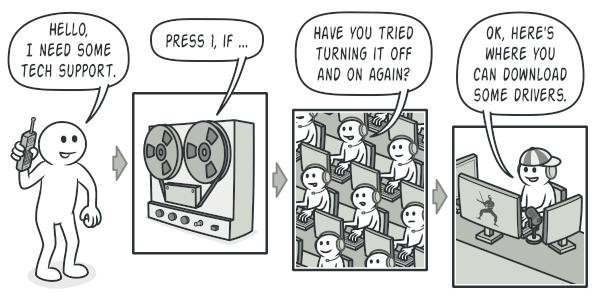 HELLO,
I NEED SOME
TECH SUPPORT.
PRESS 1, IF ...
HAVE YOU TRIED
TURNING IT OFF
AND ON AGAIN?
OK, HERE'S
WHERE YOU
CAN DOWNLOAD
SOME DRIVERS.